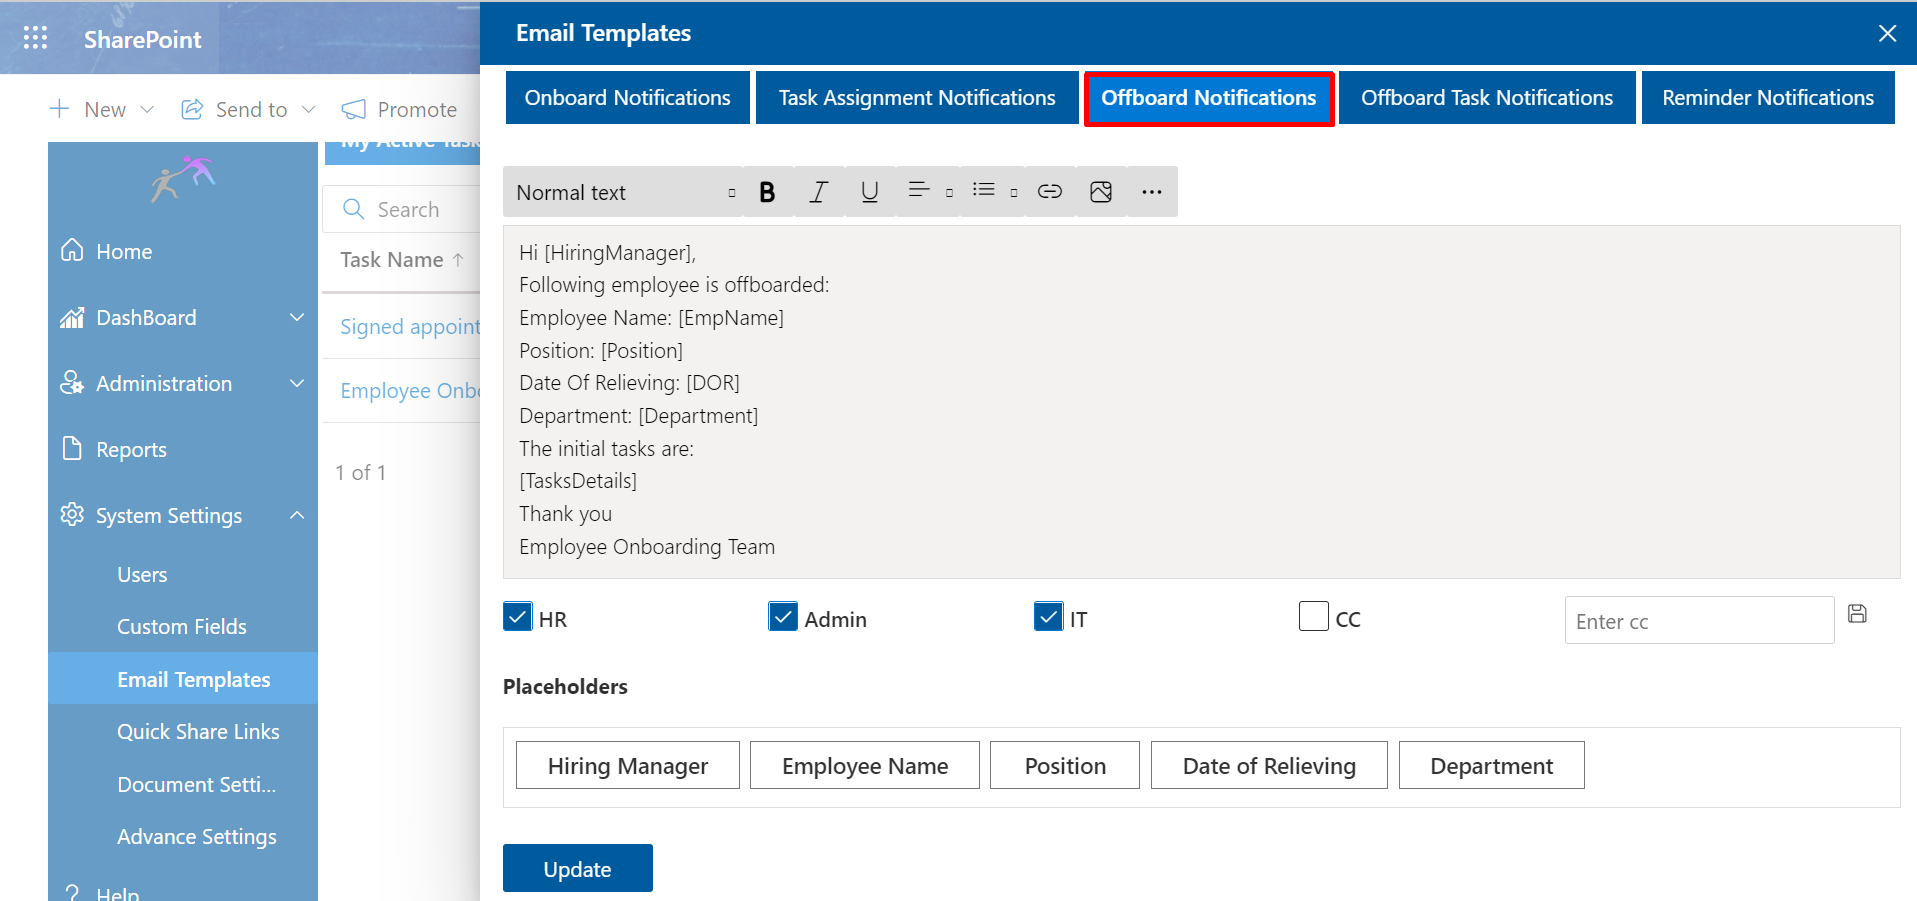 SharePoint
Email Templates
Onboard Notifications
Task Assignment Notifications
Offboard Notifications
Offboard Task Notifications
Reminder Notifications
New
Send to
Promote
My Active Task
Search
Task Name
Signed appoint
Employee Onb
1 of 1
Home
DashBoard
Administration
Reports
System Settings
Users
Custom Fields
Email Templates
Quick Share Links
Document Setti...
Advance Settings
Help
Normal text
B I U
Hi [HiringManager],
Following employee is offboarded:
Employee Name: [EmpName]
Position: [Position]
Date Of Relieving: [DOR]
Department: [Department]
The initial tasks are:
[TasksDetails]
Thank you
Employee Onboarding Team
HR
Admin
IT
CC
Enter cc
Placeholders
Hiring Manager
Employee Name
Position
Date of Relieving
Department
Update